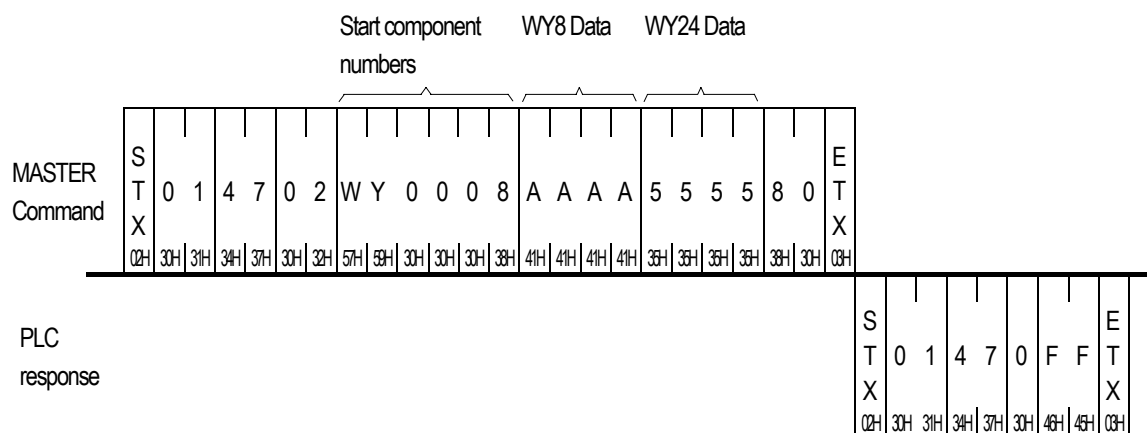 Start component numbers
WY8 Data
WY24 Data
MASTER Command
S T X 0 1 4 7 0 2 W Y 0 0 0 8 A A A A 5 5 5 5 8 0 E T X
02H 30H 31H 34H 37H 30H 32H 57H 59H 30H 30H 30H 38H 41H 41H 41H 41H 35H 35H 35H 35H 38H 30H 03H
PLC response
S T X 0 1 4 7 0 F F E T X
02H 30H 31H 34H 37H 30H 46H 45H 03H